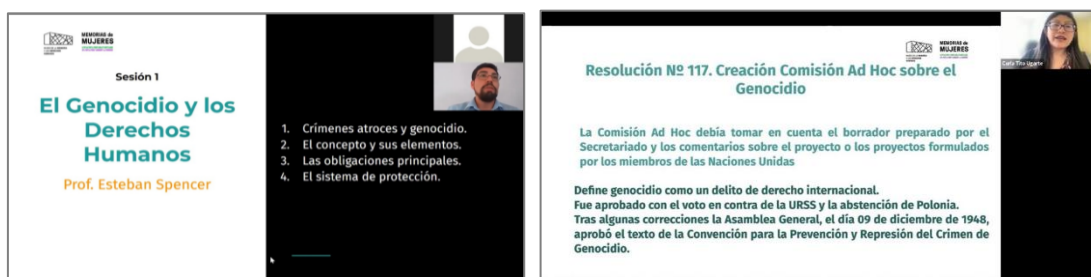 MEMORIAS de
MUJERES
Sesión 1
El Genocidio y los
Derechos
Humanos
Prof. Esteban Spencer
1. Crímenes atroces y genocidio.
2. El concepto y sus elementos.
3. Las obligaciones principales.
4. El sistema de protección.
MEMORIAS de
MUJERES
Carla Tito Ugarte
Resolución Nº 117. Creación Comisión Ad Hoc sobre el
Genocidio
La Comisión Ad Hoc debía tomar en cuenta el borrador preparado por el
Secretariado y los comentarios sobre el proyecto o los proyectos formulados
por los miembros de las Naciones Unidas
Define genocidio como un delito de derecho internacional.
Fue aprobado con el voto en contra de la URSS y la abstención de Polonia.
Tras algunas correcciones la Asamblea General, el día 09 de diciembre de 1948,
aprobó el texto de la Convención para la Prevención y Represión del Crimen de
Genocidio.